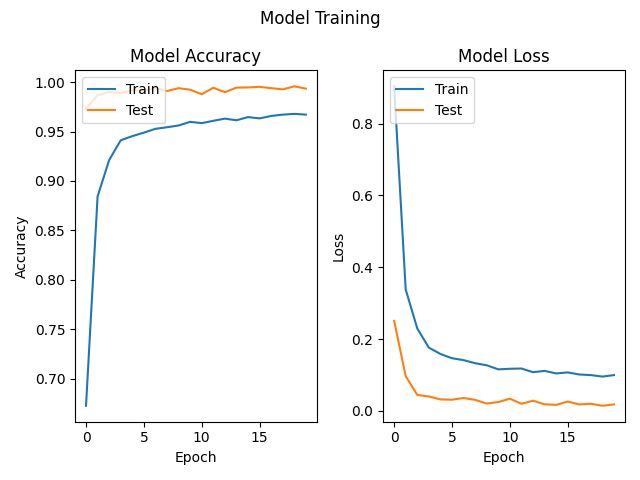 Model Training
Model Accuracy
Train
Test
1.00
0.95
0.90
0.85
0.80
0.75
0.70
Accuracy
0
5
10
15
Epoch
Model Loss
Train
Test
0.8
0.6
0.4
0.2
0.0
Loss
0
5
10
15
Epoch